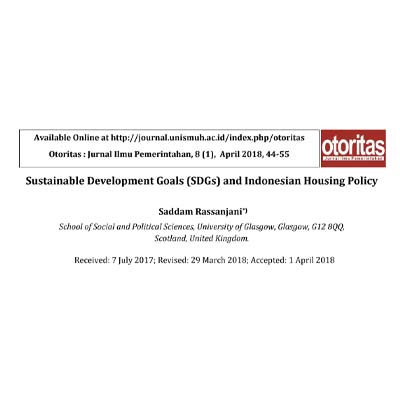 Available Online at http://journal.unismuh.ac.id/index.php/otoritas
Otoritas : Jurnal Ilmu Pemerintahan, 8 (1), April 2018, 44-55
otoritas
Jurnal Ilmu Pemerintahan
Sustainable Development Goals (SDGs) and Indonesian Housing Policy
Saddam Rassanjani*)
School of Social and Political Sciences, University of Glasgow, Glasgow, G12 8QQ,
Scotland, United Kingdom.
Received: 7 July 2017; Revised: 29 March 2018; Accepted: 1 April 2018